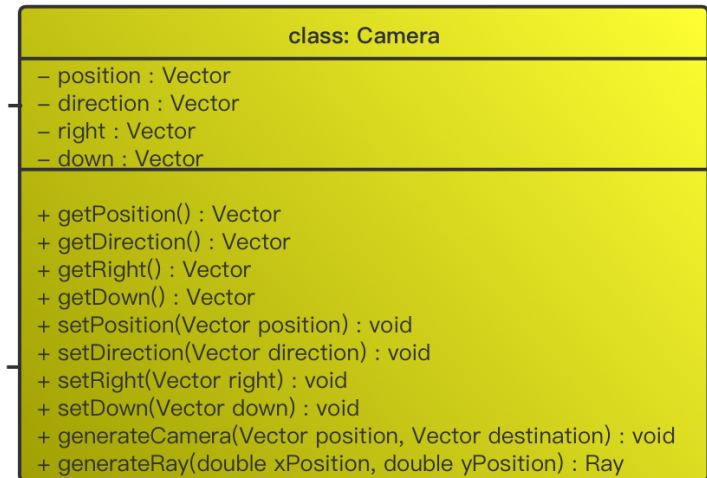 class: Camera
– position : Vector
– direction : Vector
– right : Vector
– down : Vector
+ getPosition() : Vector
+ getDirection() : Vector
+ getRight() : Vector
+ getDown() : Vector
+ setPosition(Vector position) : void
+ setDirection(Vector direction) : void
+ setRight(Vector right) : void
+ setDown(Vector down) : void
+ generateCamera(Vector position, Vector destination) : void
+ generateRay(double xPosition, double yPosition) : Ray